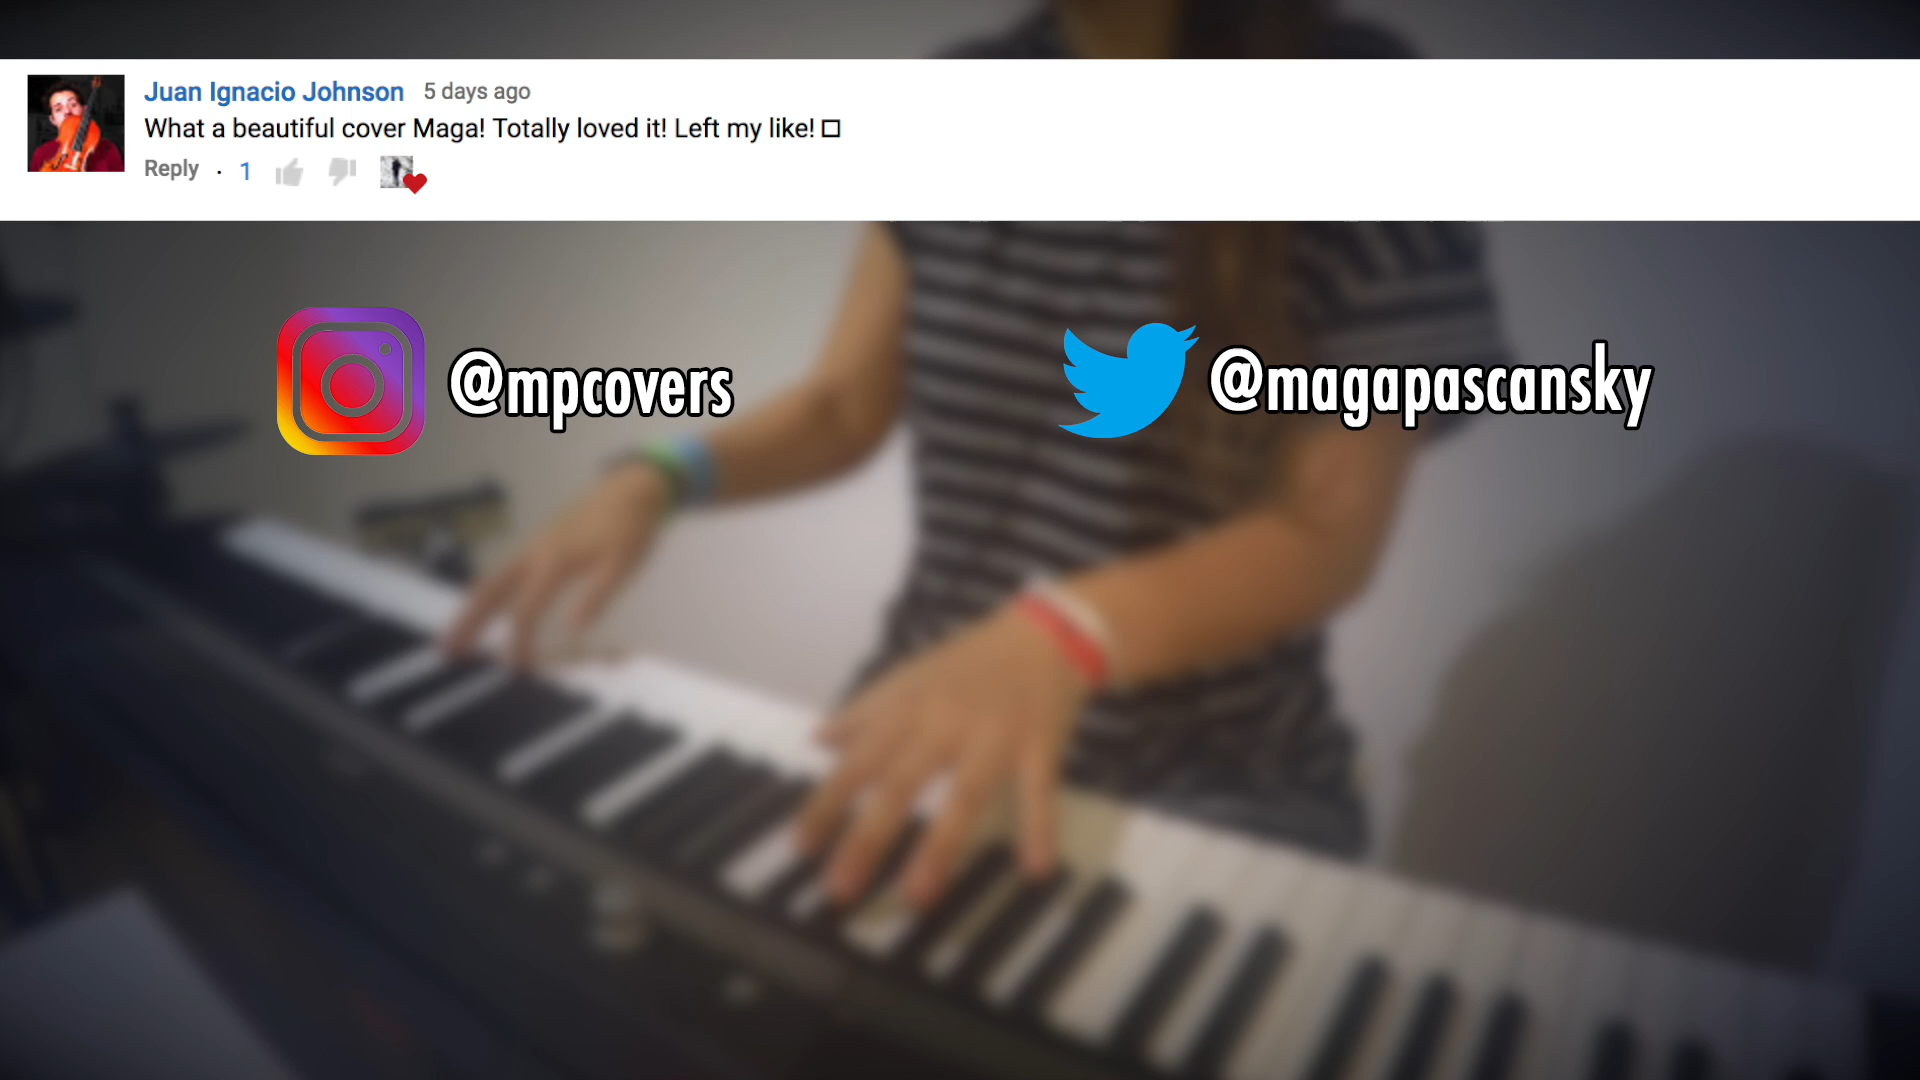 Juan Ignacio Johnson 5 days ago
What a beautiful cover Maga! Totally loved it! Left my like! □
Reply · 1
@mpcovers
@magapascansky